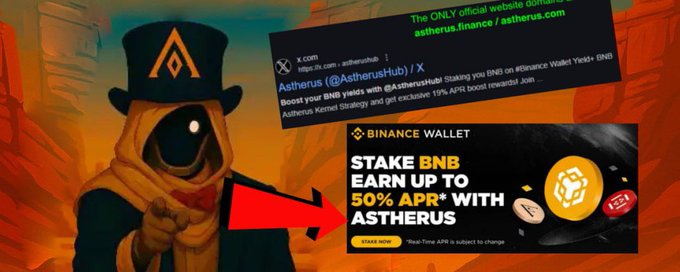 The ONLY official website domains a
astherus.finance / astherus.com
x.com
https://x.com › astherushub
Astherus (@AstherusHub) / X
Boost your BNB yields with @AstherusHub! Staking you BNB on #Binance Wallet Yield+ BNB
Astherus Kernel Strategy and get exclusive 19% APR boost rewards! Join ...
BINANCE WALLET
STAKE BNB
EARN UP TO
50% APR* WITH
ASTHERUS
STAKE NOW
*Real-Time APR is subject to change